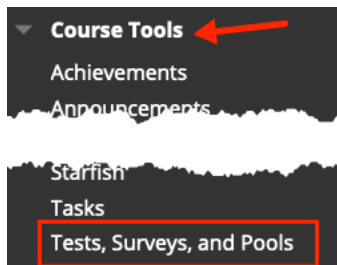 Course Tools
Achievements
Announcements
Starfish
Tasks
Tests, Surveys, and Pools